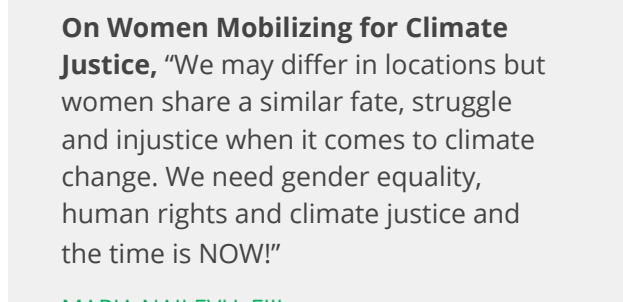 On Women Mobilizing for Climate
Justice, “We may differ in locations but
women share a similar fate, struggle
and injustice when it comes to climate
change. We need gender equality,
human rights and climate justice and
the time is NOW!”